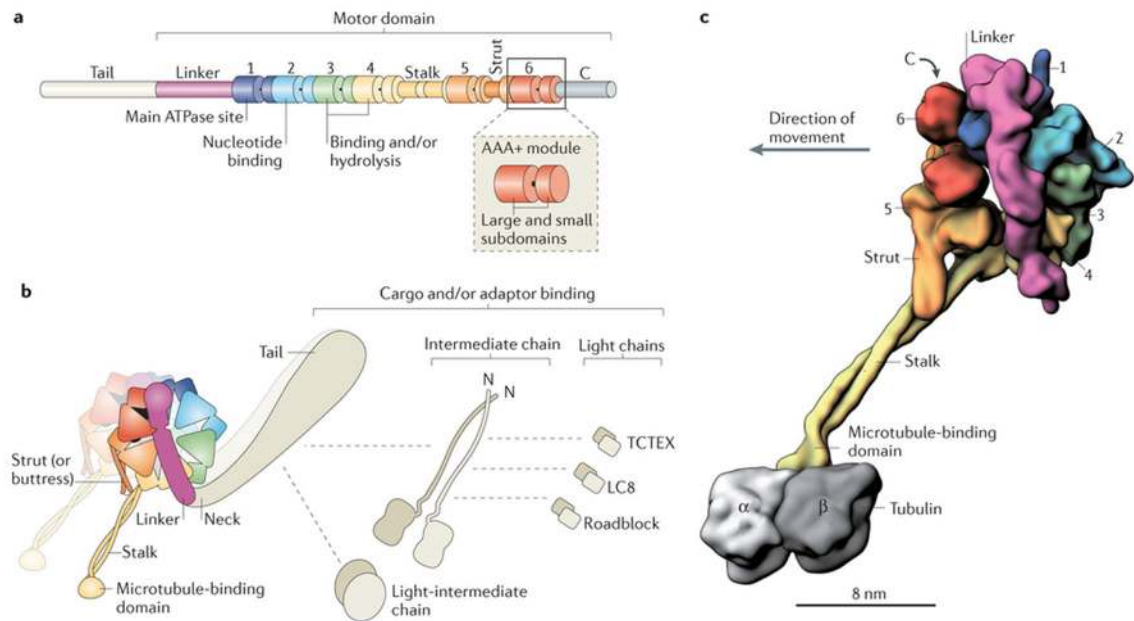 a
Motor domain
Tail
Linker
1
2
3
4
Stalk
5
Strut
6
C
Main ATPase site
Nucleotide
binding
Binding and/or
hydrolysis
AAA+ module
Large and small
subdomains
b
Cargo and/or adaptor binding
Tail
Intermediate chain
Light chains
N
N
TCTEX
LC8
Roadblock
Strut (or
buttress)
Linker
Neck
Stalk
Microtubule-binding
domain
Light-intermediate
chain
c
Linker
C
1
6
Direction of
movement
2
5
3
Strut
4
Stalk
Microtubule-binding
domain
α
β
Tubulin
8 nm